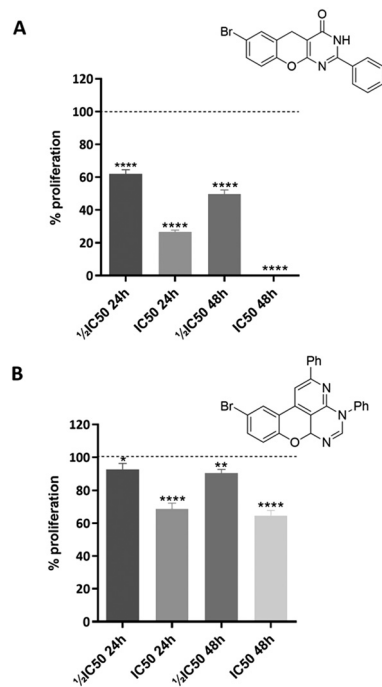 A
O
Br
NH
O
N
% proliferation
120
100
80
60
40
20
0
****
****
****
****
½IC50 24h
IC50 24h
½IC50 48h
IC50 48h
B
Ph
N
Br
N
Ph
O
N
% proliferation
120
100
80
60
40
20
0
*
****
**
****
½IC50 24h
IC50 24h
½IC50 48h
IC50 48h